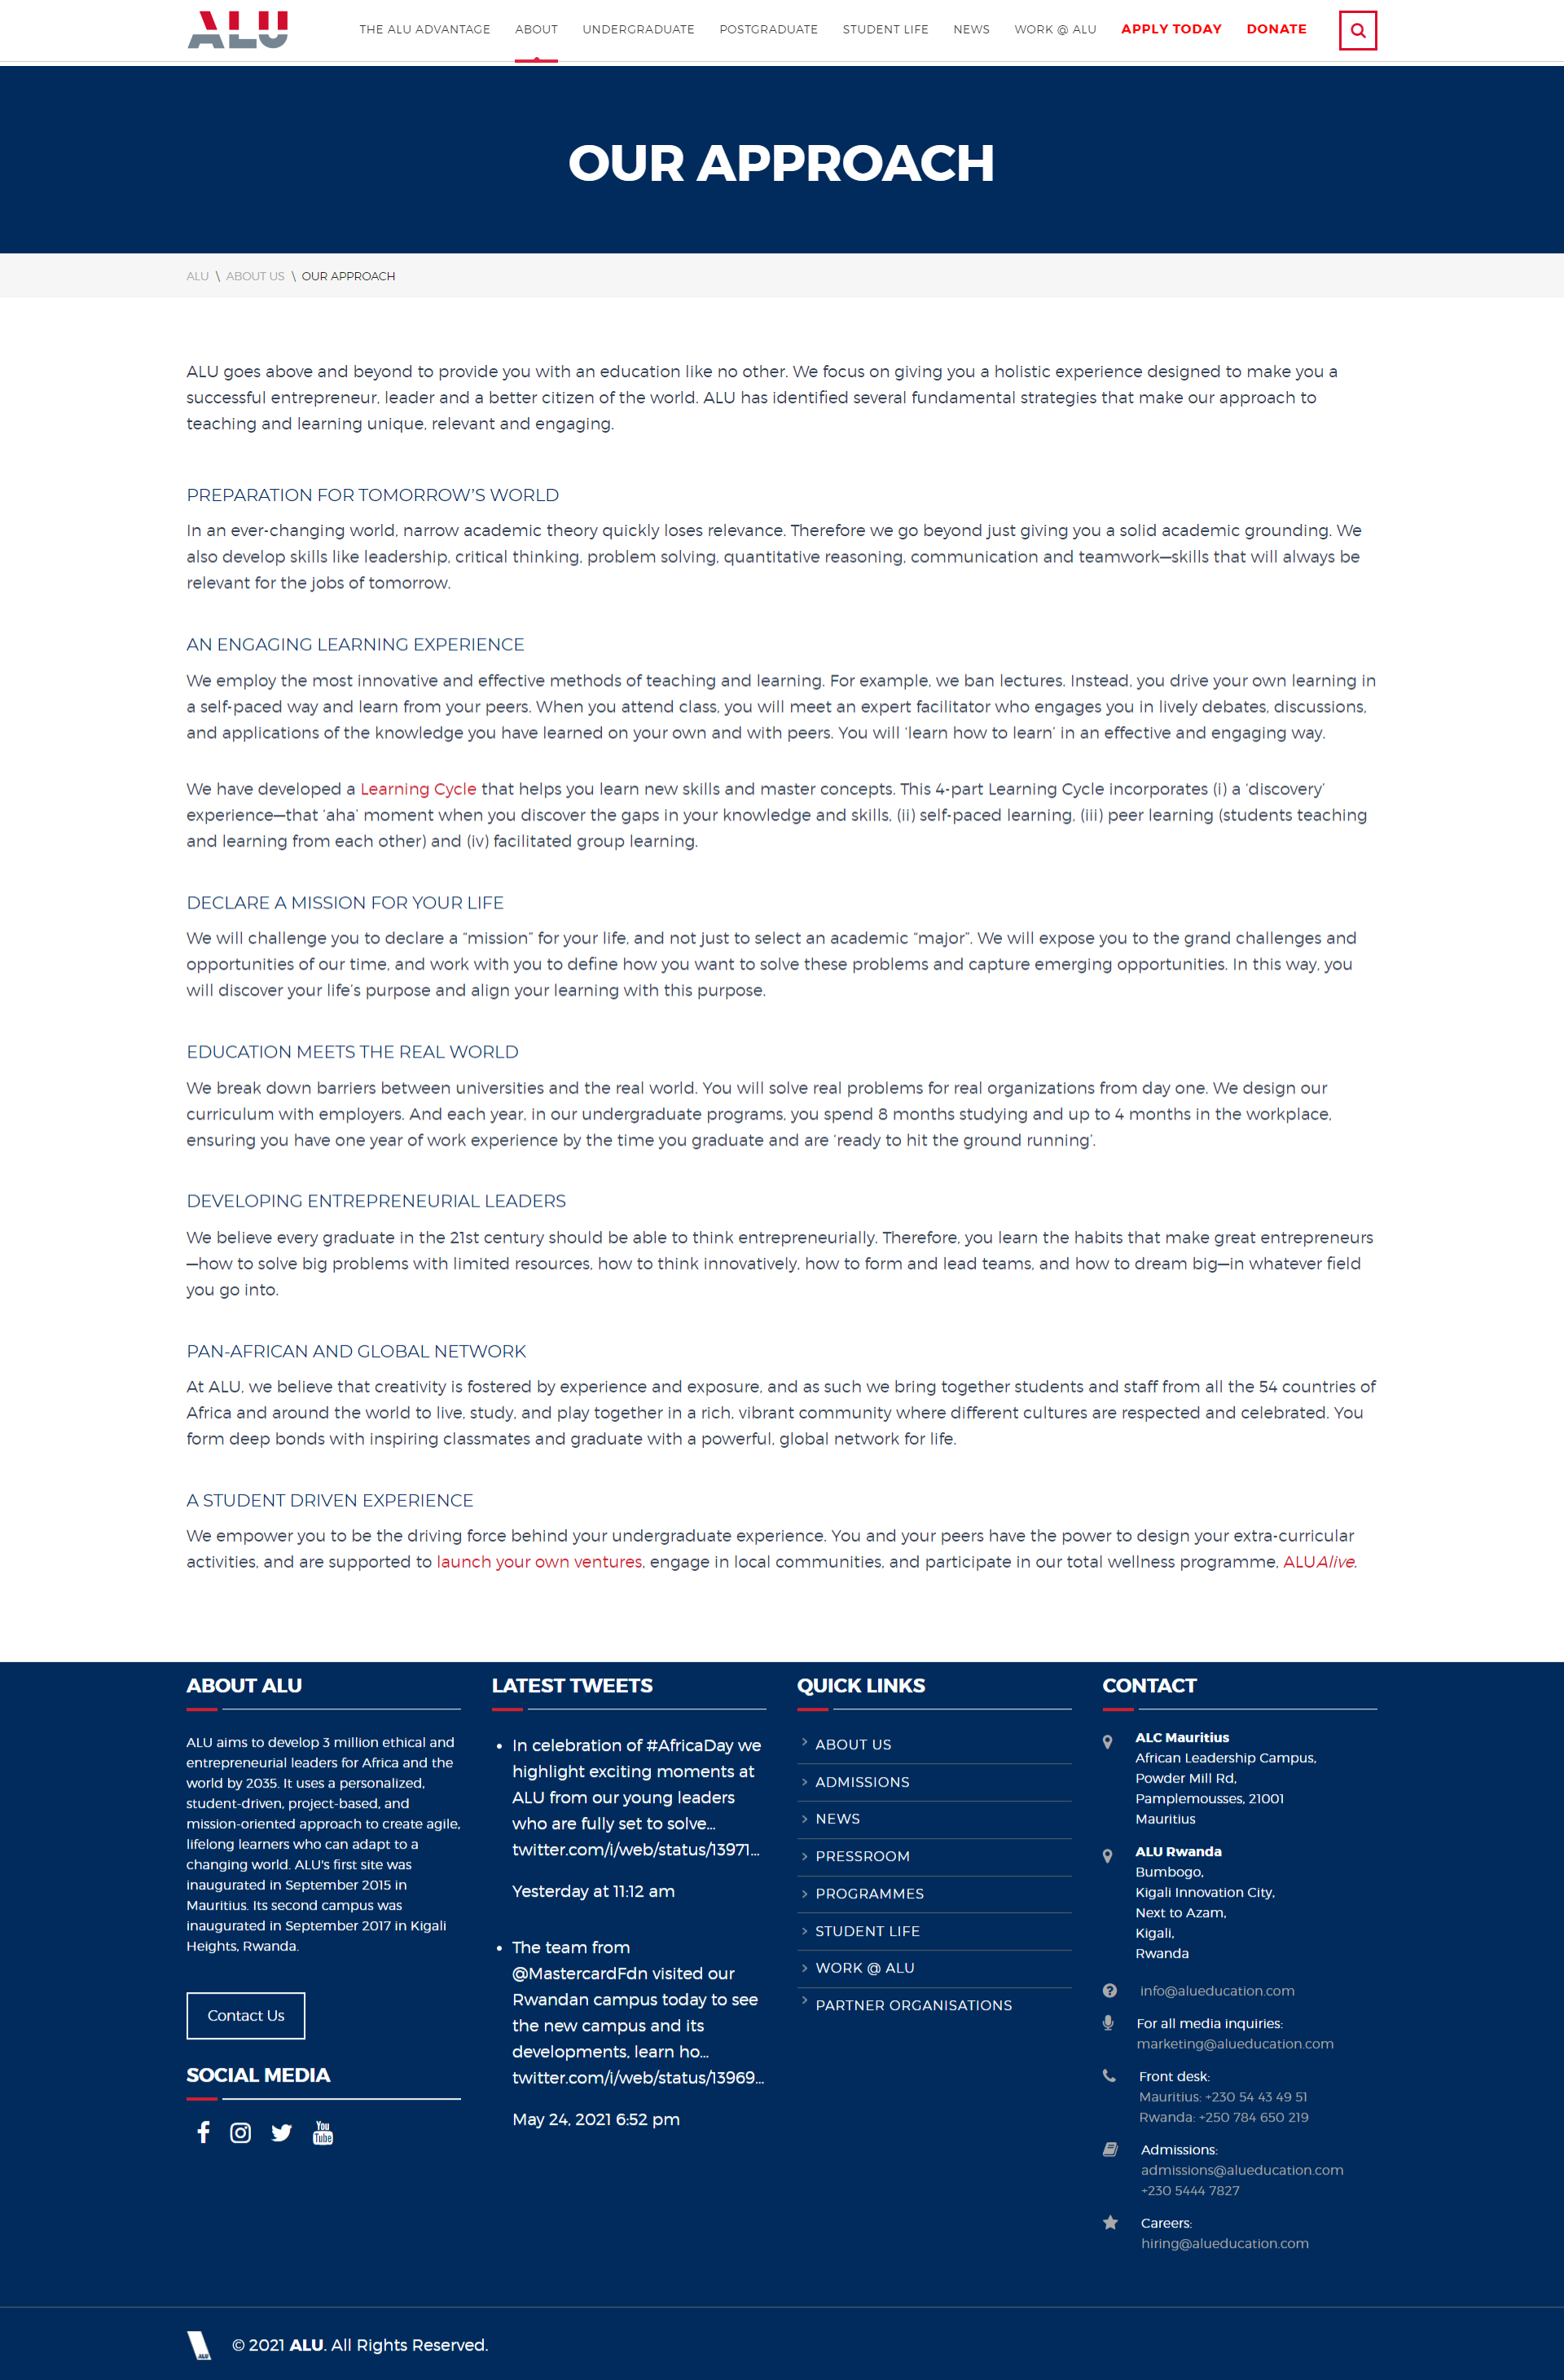 ALU
THE ALU ADVANTAGE
ABOUT
UNDERGRADUATE
POSTGRADUATE
STUDENT LIFE
NEWS
WORK @ ALU
APPLY TODAY
DONATE
OUR APPROACH
ALU \ ABOUT US \ OUR APPROACH
ALU goes above and beyond to provide you with an education like no other. We focus on giving you a holistic experience designed to make you a
successful entrepreneur, leader and a better citizen of the world. ALU has identified several fundamental strategies that make our approach to
teaching and learning unique, relevant and engaging.
PREPARATION FOR TOMORROW’S WORLD
In an ever-changing world, narrow academic theory quickly loses relevance. Therefore we go beyond just giving you a solid academic grounding. We
also develop skills like leadership, critical thinking, problem solving, quantitative reasoning, communication and teamwork—skills that will always be
relevant for the jobs of tomorrow.
AN ENGAGING LEARNING EXPERIENCE
We employ the most innovative and effective methods of teaching and learning. For example, we ban lectures. Instead, you drive your own learning in
a self-paced way and learn from your peers. When you attend class, you will meet an expert facilitator who engages you in lively debates, discussions,
and applications of the knowledge you have learned on your own and with peers. You will ‘learn how to learn’ in an effective and engaging way.
We have developed a Learning Cycle that helps you learn new skills and master concepts. This 4-part Learning Cycle incorporates (i) a ‘discovery’
experience—that ‘aha’ moment when you discover the gaps in your knowledge and skills, (ii) self-paced learning, (iii) peer learning (students teaching
and learning from each other) and (iv) facilitated group learning.
DECLARE A MISSION FOR YOUR LIFE
We will challenge you to declare a “mission” for your life, and not just to select an academic “major”. We will expose you to the grand challenges and
opportunities of our time, and work with you to define how you want to solve these problems and capture emerging opportunities. In this way, you
will discover your life’s purpose and align your learning with this purpose.
EDUCATION MEETS THE REAL WORLD
We break down barriers between universities and the real world. You will solve real problems for real organizations from day one. We design our
curriculum with employers. And each year, in our undergraduate programs, you spend 8 months studying and up to 4 months in the workplace,
ensuring you have one year of work experience by the time you graduate and are ‘ready to hit the ground running’.
DEVELOPING ENTREPRENEURIAL LEADERS
We believe every graduate in the 21st century should be able to think entrepreneurially. Therefore, you learn the habits that make great entrepreneurs
—how to solve big problems with limited resources, how to think innovatively, how to form and lead teams, and how to dream big—in whatever field
you go into.
PAN-AFRICAN AND GLOBAL NETWORK
At ALU, we believe that creativity is fostered by experience and exposure, and as such we bring together students and staff from all the 54 countries of
Africa and around the world to live, study, and play together in a rich, vibrant community where different cultures are respected and celebrated. You
form deep bonds with inspiring classmates and graduate with a powerful, global network for life.
A STUDENT DRIVEN EXPERIENCE
We empower you to be the driving force behind your undergraduate experience. You and your peers have the power to design your extra-curricular
activities, and are supported to launch your own ventures, engage in local communities, and participate in our total wellness programme, ALUAlive.
ABOUT ALU
ALU aims to develop 3 million ethical and
entrepreneurial leaders for Africa and the
world by 2035. It uses a personalized,
student-driven, project-based, and
mission-oriented approach to create agile,
lifelong learners who can adapt to a
changing world. ALU's first site was
inaugurated in September 2015 in
Mauritius. Its second campus was
inaugurated in September 2017 in Kigali
Heights, Rwanda.
Contact Us
SOCIAL MEDIA
You
Tube
LATEST TWEETS
• In celebration of #AfricaDay we
highlight exciting moments at
ALU from our young leaders
who are fully set to solve…
twitter.com/i/web/status/13971…
Yesterday at 11:12 am
• The team from
@MastercardFdn visited our
Rwandan campus today to see
the new campus and its
developments, learn ho…
twitter.com/i/web/status/13969…
May 24, 2021 6:52 pm
QUICK LINKS
ABOUT US
ADMISSIONS
NEWS
PRESSROOM
PROGRAMMES
STUDENT LIFE
WORK @ ALU
PARTNER ORGANISATIONS
CONTACT
ALC Mauritius
African Leadership Campus,
Powder Mill Rd,
Pamplemousses, 21001
Mauritius
ALU Rwanda
Bumbogo,
Kigali Innovation City,
Next to Azam,
Kigali,
Rwanda
info@alueducation.com
For all media inquiries:
marketing@alueducation.com
Front desk:
Mauritius: +230 54 43 49 51
Rwanda: +250 784 650 219
Admissions:
admissions@alueducation.com
+230 5444 7827
Careers:
hiring@alueducation.com
ALU
© 2021 ALU. All Rights Reserved.